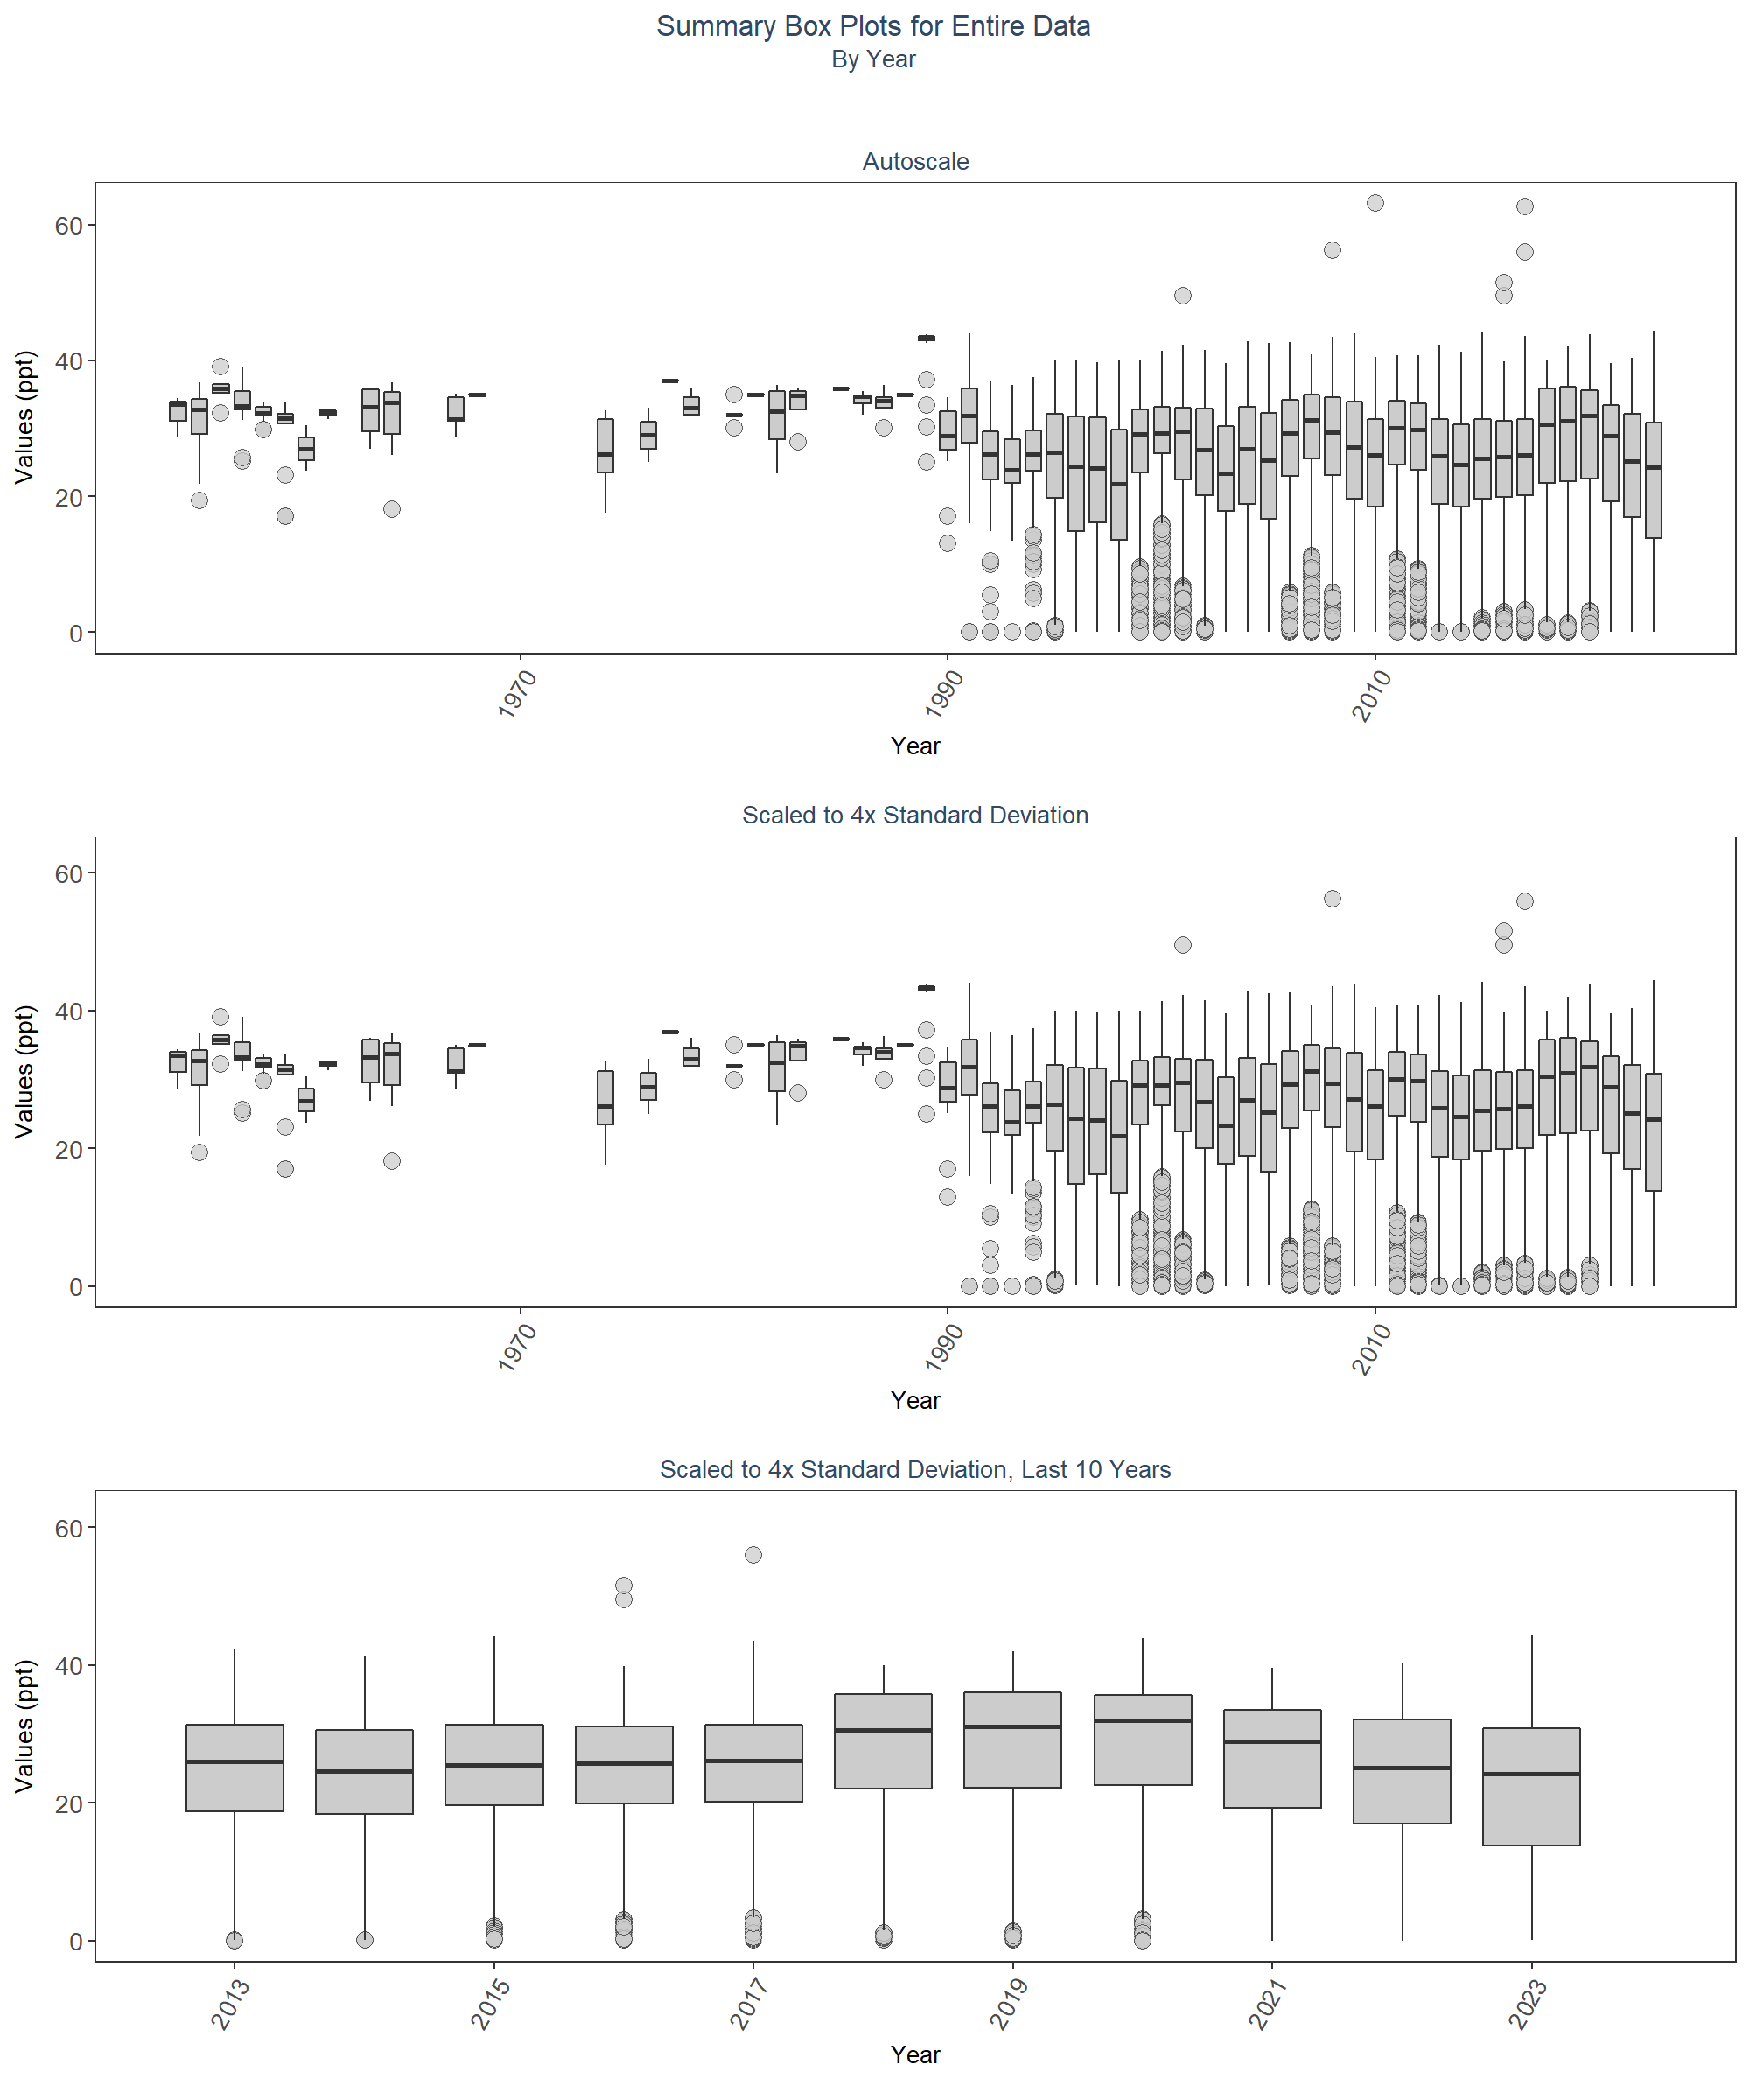 Summary Box Plots for Entire Data
By Year
Autoscale
Values (ppt)
60
40
20
0
1970
1990
2010
Year
Scaled to 4x Standard Deviation
Values (ppt)
60
40
20
0
1970
1990
2010
Year
Scaled to 4x Standard Deviation, Last 10 Years
Values (ppt)
60
40
20
0
2013
2015
2017
2019
2021
2023
Year